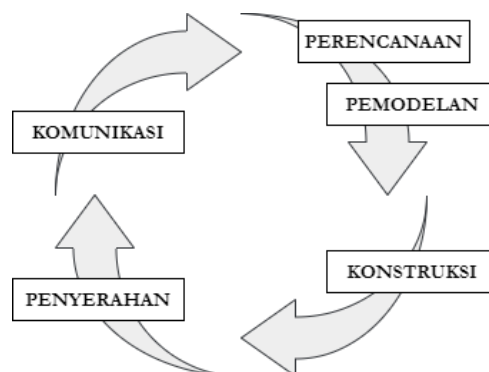 PERENCANAAN
PEMODELAN
KOMUNIKASI
KONSTRUKSI
PENYERAHAN